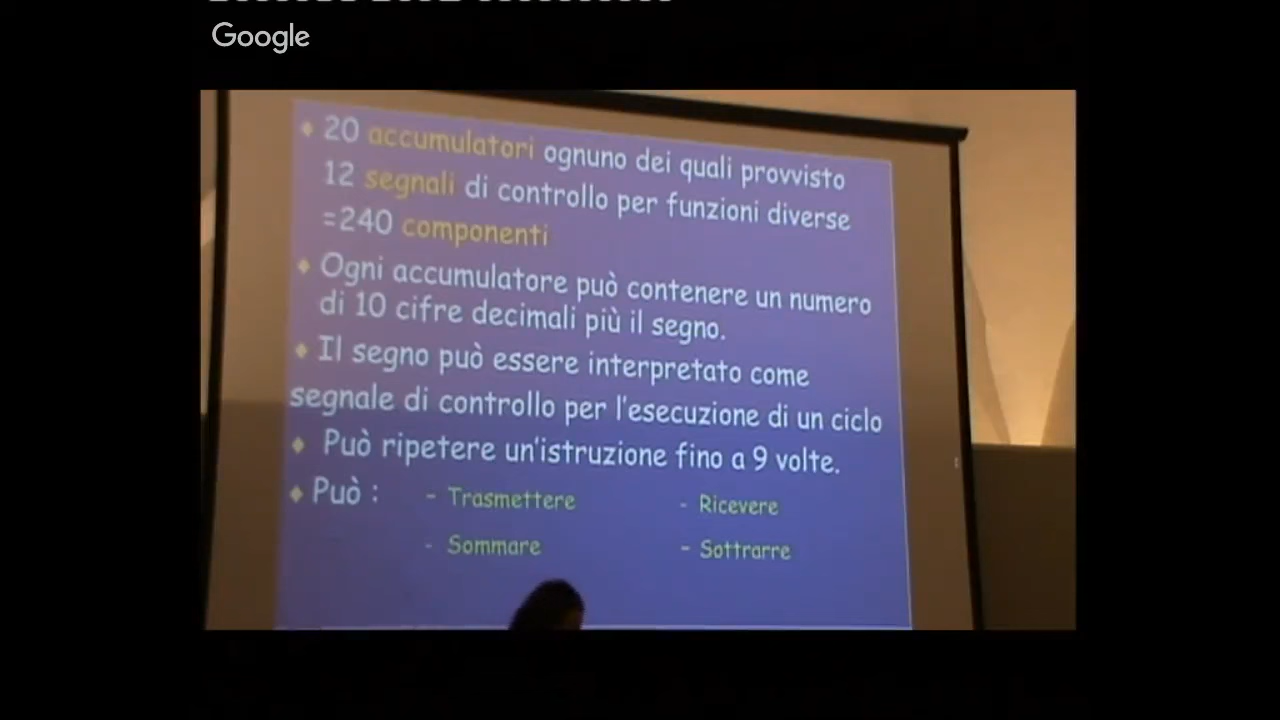 Google
♦ 20 accumulatori ognuno dei quali provvisto
12 segnali di controllo per funzioni diverse
=240 componenti
♦ Ogni accumulatore può contenere un numero
di 10 cifre decimali più il segno.
♦ Il segno può essere interpretato come
segnale di controllo per l'esecuzione di un ciclo
♦ Può ripetere un'istruzione fino a 9 volte.
♦ Può : - Trasmettere - Ricevere
- Sommare - Sottrarre